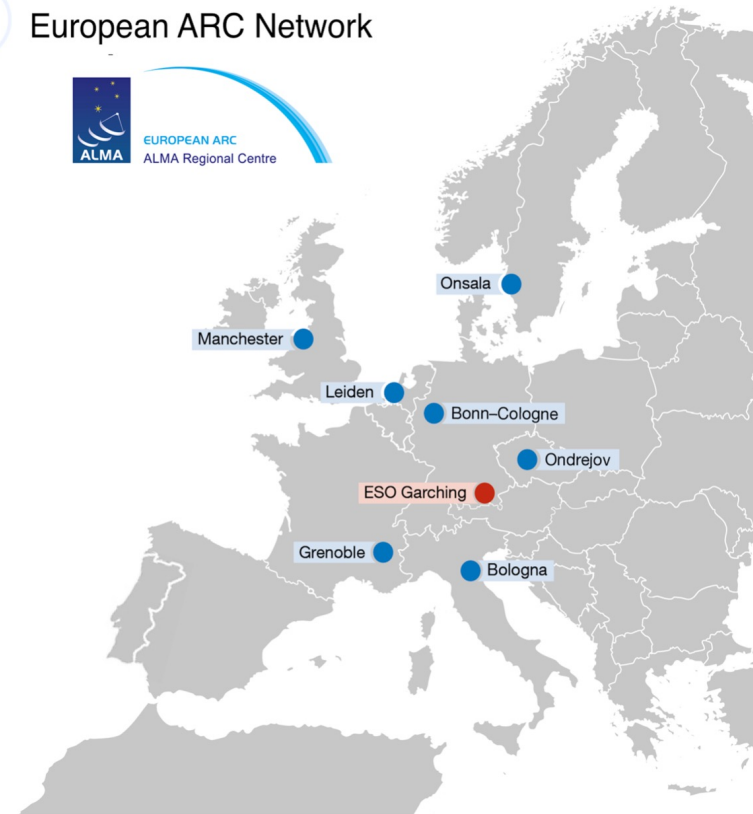 European ARC Network
EUROPEAN ARC
ALMA
ALMA Regional Centre
Onsala
Manchester
Leiden
Bonn–Cologne
Ondrejov
ESO Garching
Grenoble
Bologna